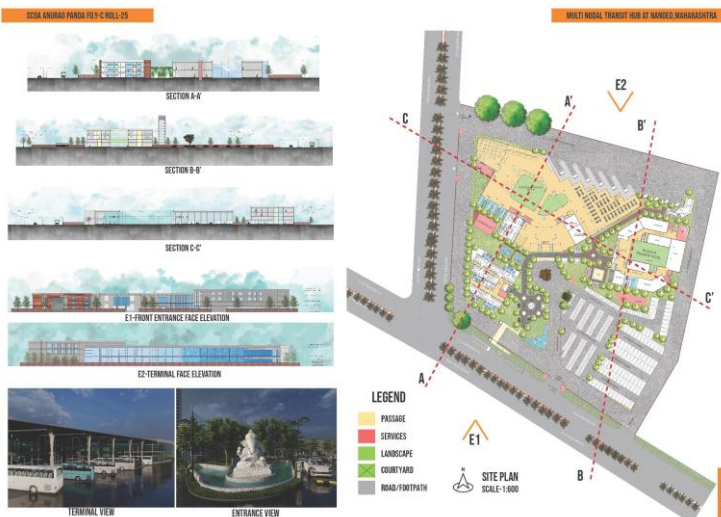 SCOA ANURAG PANDA FO.Y-C ROLL-25
MULTI NODAL TRANSIT HUB AT NANDED,MAHARASHTRA
SECTION A-A'
SECTION B-B'
SECTION C-C'
E1-FRONT ENTRANCE FACE ELEVATION
E2-TERMINAL FACE ELEVATION
TERMINAL VIEW
ENTRANCE VIEW
E2
A'
B'
C
C'
A
B
E1
LEGEND
PASSAGE
SERVICES
LANDSCAPE
COURTYARD
ROAD/FOOTPATH
N
SITE PLAN
SCALE-1:600